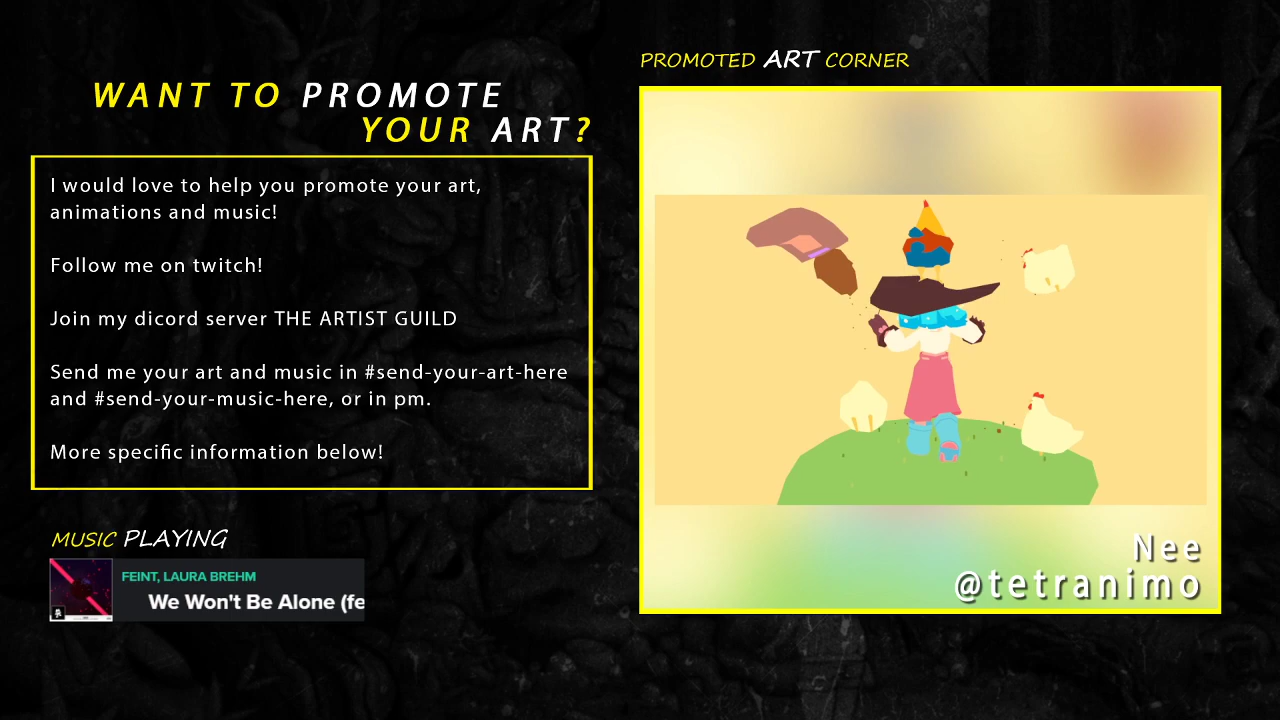 WANT TO PROMOTE
YOUR ART?
I would love to help you promote your art,
animations and music!
Follow me on twitch!
Join my dicord server THE ARTIST GUILD
Send me your art and music in #send-your-art-here
and #send-your-music-here, or in pm.
More specific information below!
MUSIC PLAYING
FEINT, LAURA BREHM
We Won't Be Alone (fe
PROMOTED ART CORNER
Nee
@tetranimo